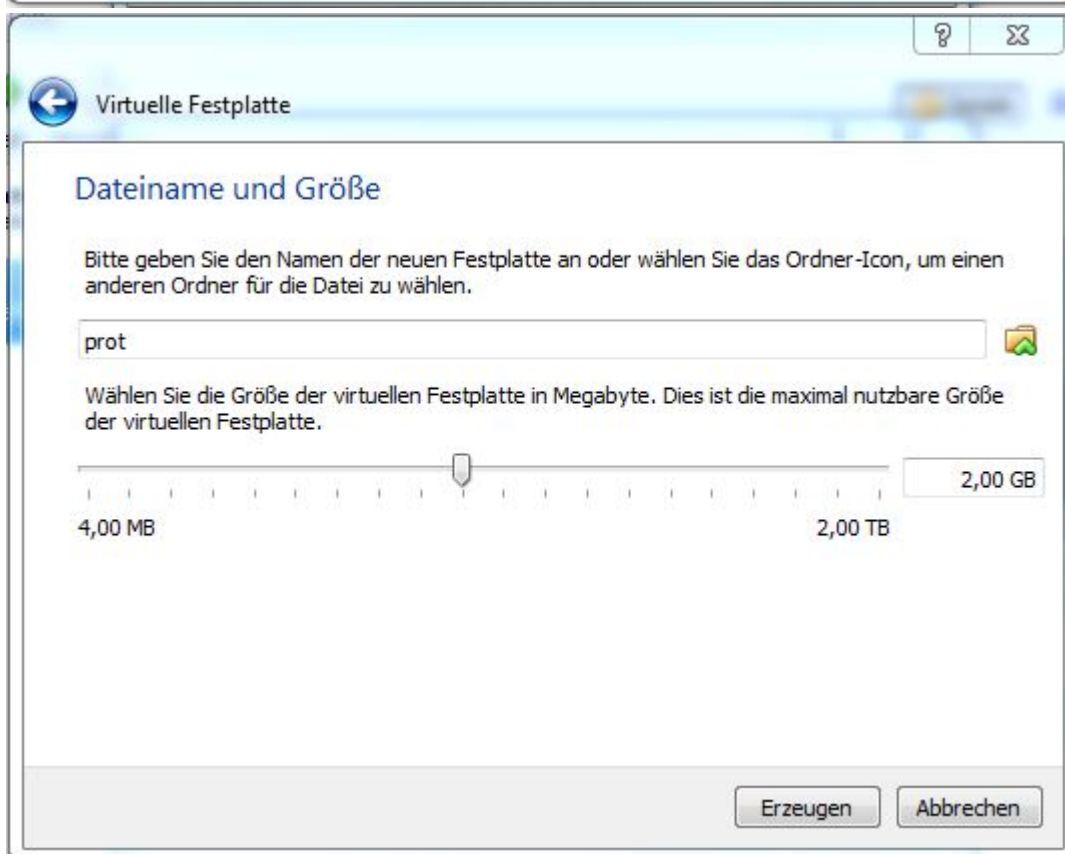 Virtuelle Festplatte
Dateiname und Größe
Bitte geben Sie den Namen der neuen Festplatte an oder wählen Sie das Ordner-Icon, um einen
anderen Ordner für die Datei zu wählen.
prot
Wählen Sie die Größe der virtuellen Festplatte in Megabyte. Dies ist die maximal nutzbare Größe
der virtuellen Festplatte.
2,00 GB
4,00 MB
2,00 TB
Erzeugen
Abbrechen